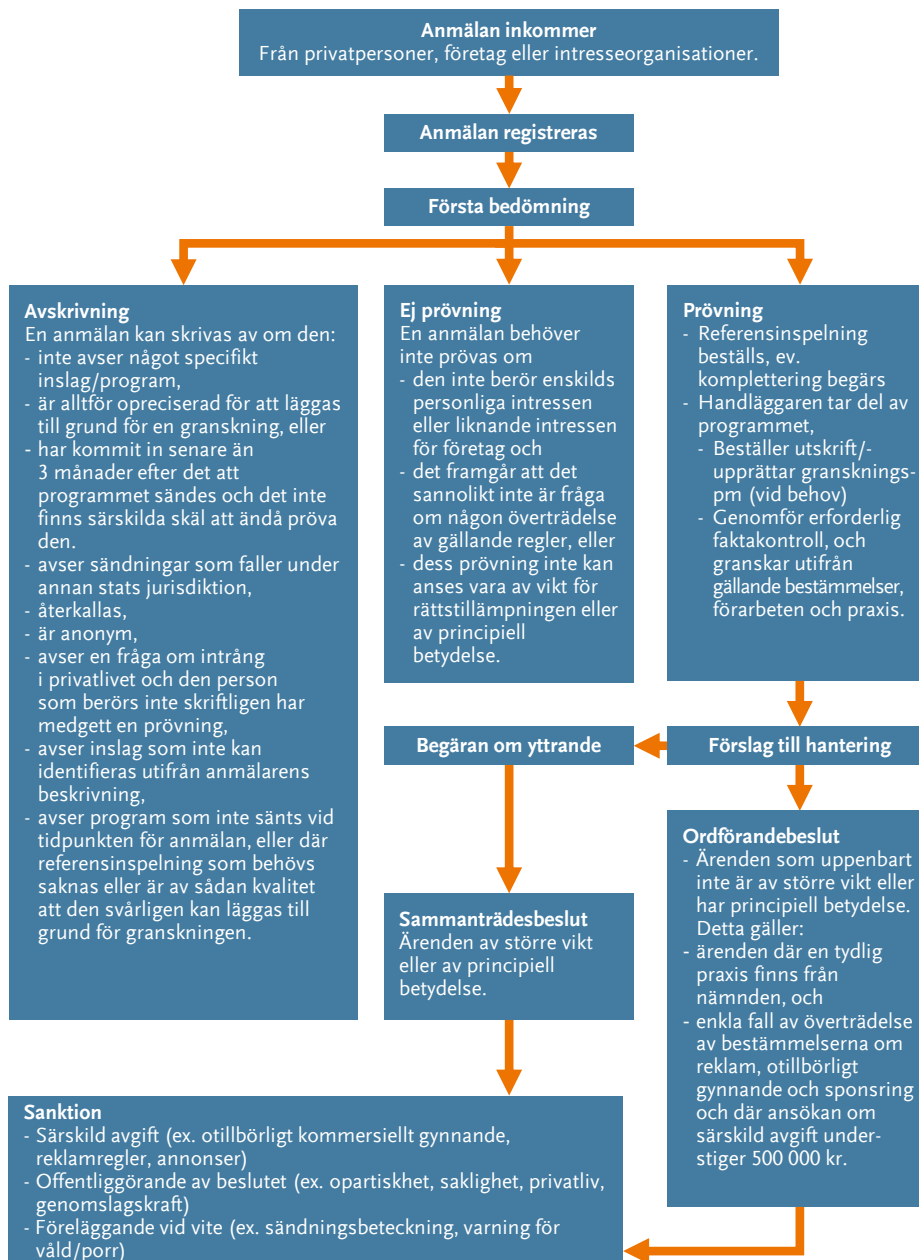 Anmälan inkommer
Från privatpersoner, företag eller intresseorganisationer.
Anmälan registreras
Första bedömning
Avskrivning
En anmälan kan skrivas av om den:
- inte avser något specifikt
inslag/program,
- är alltför opreciserad för att läggas
till grund för en granskning, eller
- har kommit in senare än
3 månader efter det att
programmet sändes och det inte
finns särskilda skäl att ändå pröva
den.
- avser sändningar som faller under
annan stats jurisdiktion,
- återkallas,
- är anonym,
- avser en fråga om intrång
i privatlivet och den person
som berörs inte skriftligen har
medgett en prövning,
- avser inslag som inte kan
identifieras utifrån anmälarens
beskrivning,
- avser program som inte sänts vid
tidpunkten för anmälan, eller där
referensinspelning som behövs
saknas eller är av sådan kvalitet
att den svårligen kan läggas till
grund för granskningen.
Ej prövning
En anmälan behöver
inte prövas om
- den inte berör enskilds
personliga intressen
eller liknande intressen
för företag och
- det framgår att det
sannolikt inte är fråga
om någon överträdelse
av gällande regler, eller
- dess prövning inte kan
anses vara av vikt för
rättstillämpningen eller
av principiell
betydelse.
Prövning
- Referensinspelning
beställs, ev.
komplettering begärs
- Handläggaren tar del av
programmet,
- Beställer utskrift/-
upprättar gransknings-
pm (vid behov)
- Genomför erforderlig
faktakontroll, och
granskar utifrån
gällande bestämmelser,
förarbeten och praxis.
Begäran om yttrande
Förslag till hantering
Sammanträdesbeslut
Ärenden av större vikt
eller av principiell
betydelse.
Ordförandebeslut
- Ärenden som uppenbart
inte är av större vikt eller
har principiell betydelse.
Detta gäller:
- ärenden där en tydlig
praxis finns från
nämnden, och
- enkla fall av överträdelse
av bestämmelserna om
reklam, otillbörligt
gynnande och sponsring
och där ansökan om
särskild avgift under-
stiger 500 000 kr.
Sanktion
- Särskild avgift (ex. otillbörligt kommersiellt gynnande,
reklamregler, annonser)
- Offentliggörande av beslutet (ex. opartiskhet, saklighet, privatliv,
genomslagskraft)
- Föreläggande vid vite (ex. sändningsbeteckning, varning för
våld/porr)